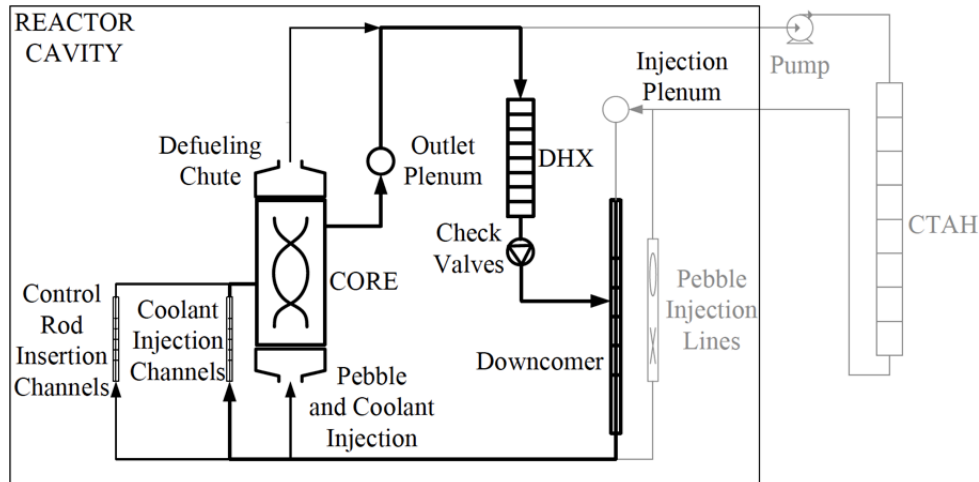 REACTOR
CAVITY
Pump
Injection
Plenum
Defueling
Chute
Outlet
Plenum
DHX
CTAH
Check
Valves
CORE
Control
Rod
Insertion
Channels
Coolant
Injection
Channels
Pebble
Injection
Lines
Downcomer
Pebble
and Coolant
Injection